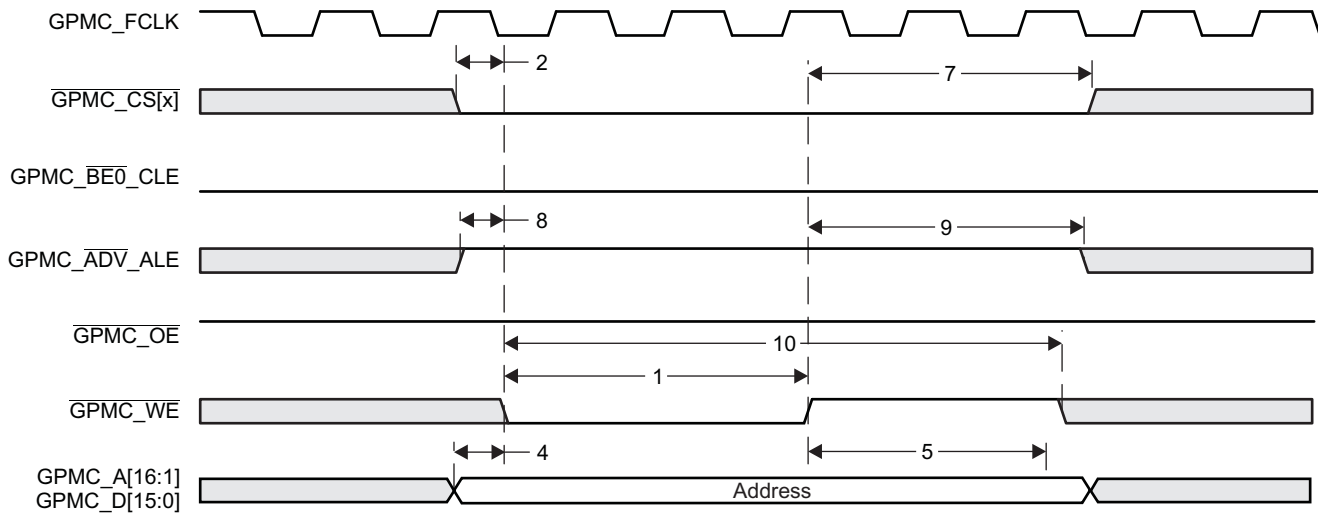 GPMC_FCLK
2
7
GPMC_CS[x]
GPMC_BE0_CLE
8
9
GPMC_ADV_ALE
GPMC_OE
10
1
GPMC_WE
4
5
GPMC_A[16:1]
GPMC_D[15:0]
Address